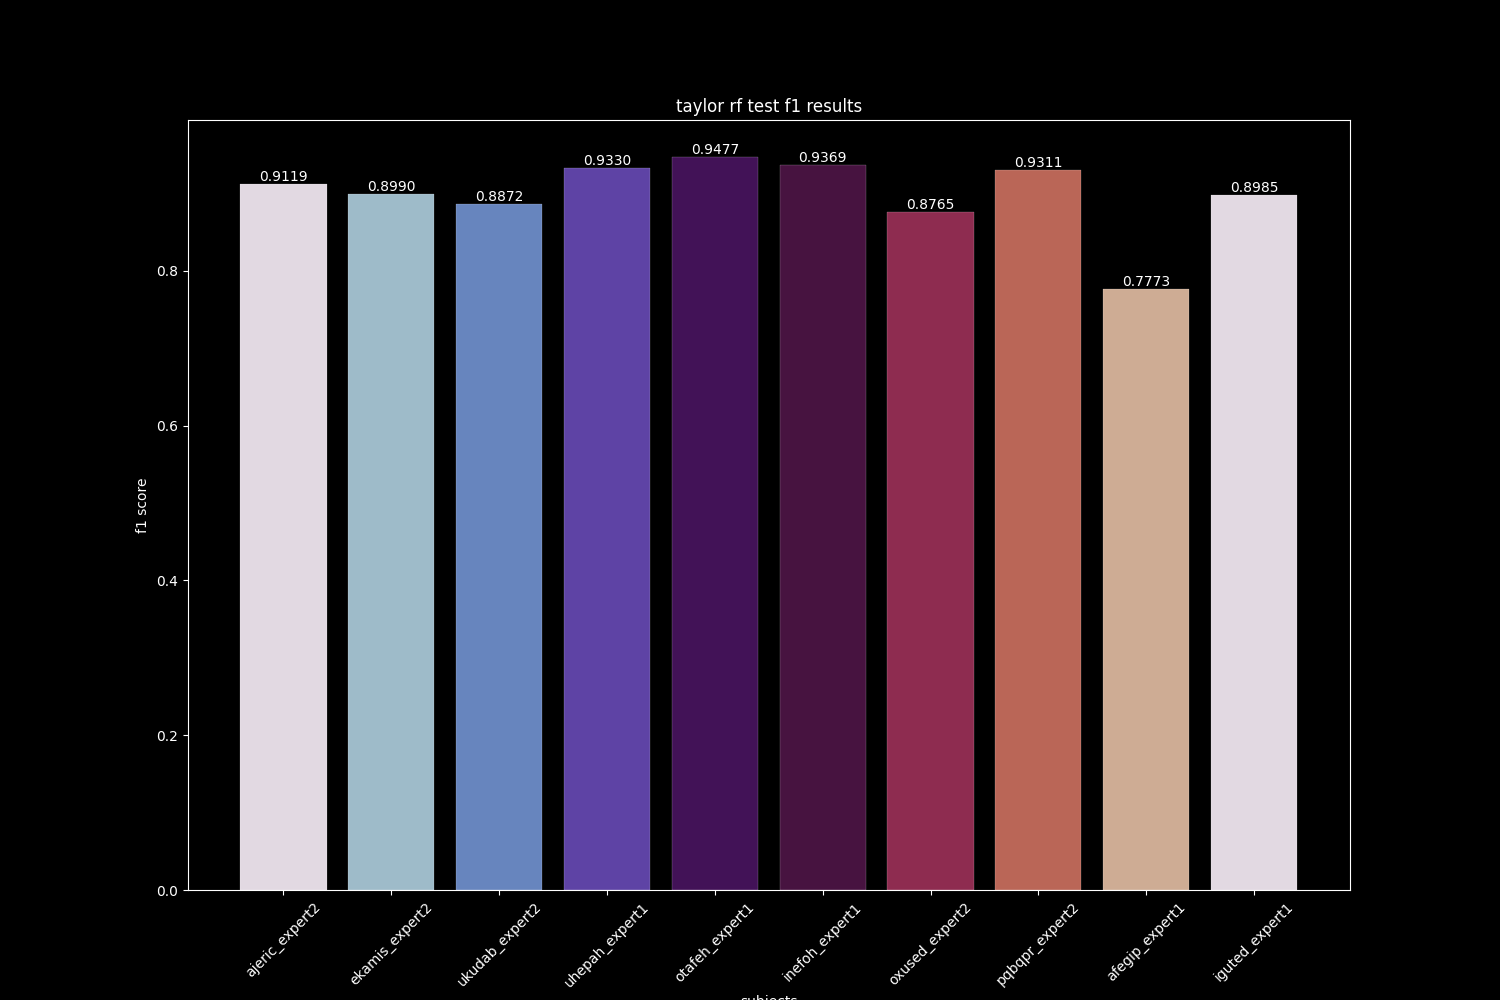 taylor rf test f1 results
0.9119
0.8990
0.8872
0.9330
0.9477
0.9369
0.8765
0.9311
0.7773
0.8985
0.8
0.6
0.4
0.2
0.0
f1 score
ajeric_expert2
ekamis_expert2
ukudab_expert2
uhepah_expert1
otafeh_expert1
inefoh_expert1
oxused_expert2
pqbqpr_expert2
afegip_expert1
iguted_expert1
subjects